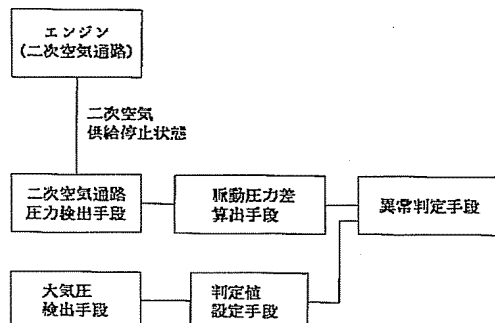 エンジン
(二次空気通路)
二次空気
供給停止状態
二次空気通路
圧力検出手段
脈動圧力差
算出手段
異常判定手段
大気圧
検出手段
判定値
設定手段